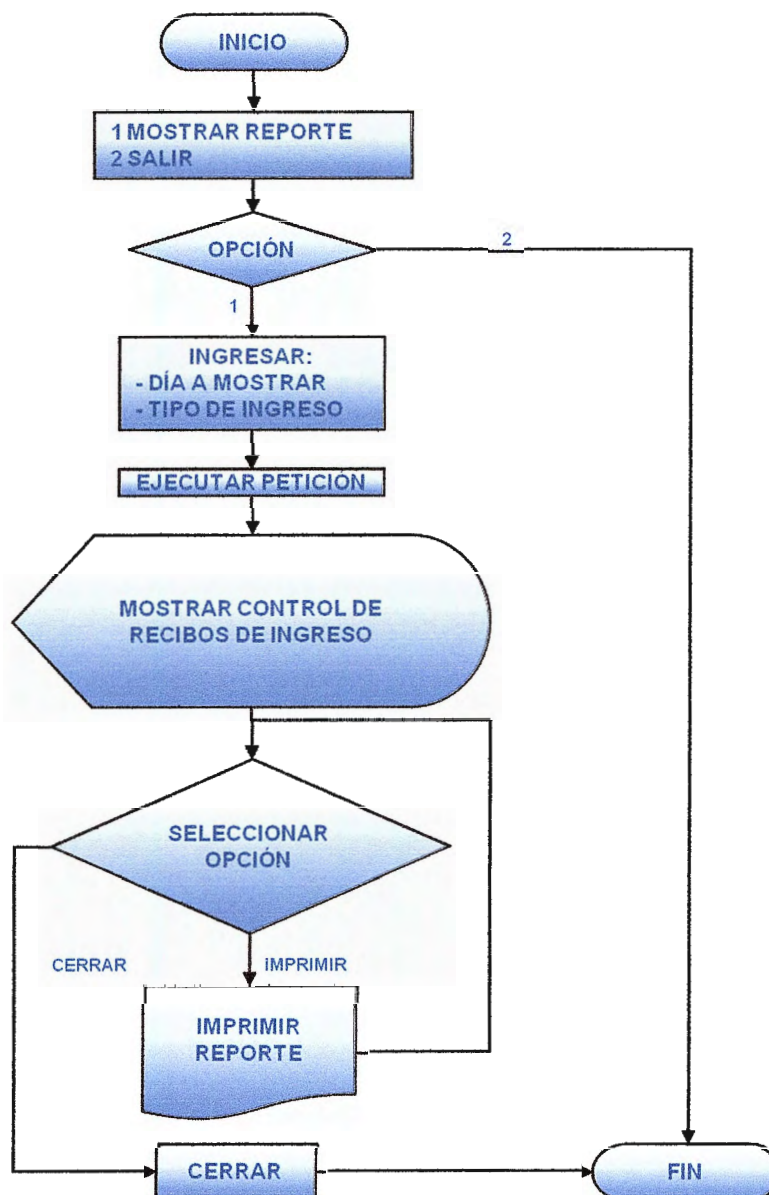 INICIO
1 MOSTRAR REPORTE
2 SALIR
OPCIÓN
2
1
INGRESAR:
- DÍA A MOSTRAR
- TIPO DE INGRESO
EJECUTAR PETICIÓN
MOSTRAR CONTROL DE
RECIBOS DE INGRESO
SELECCIONAR
OPCIÓN
CERRAR
IMPRIMIR
IMPRIMIR
REPORTE
CERRAR
FIN